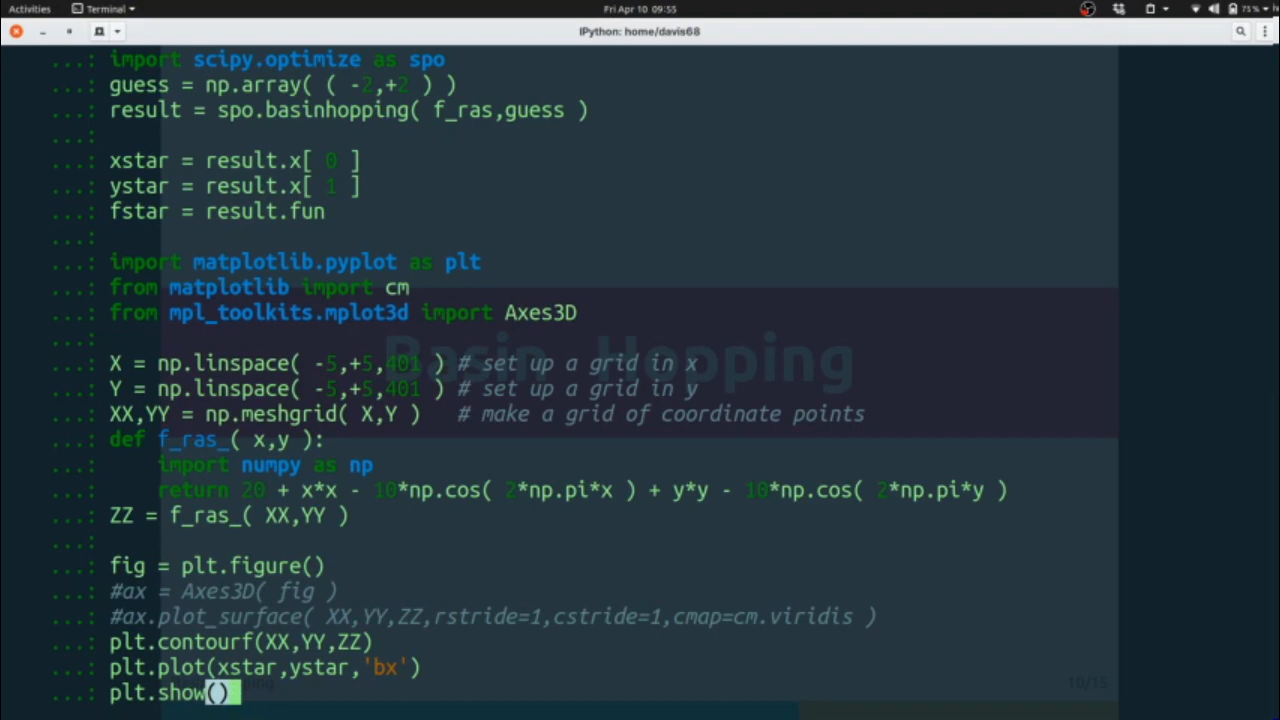 Activities Terminal Fri Apr 10 09:55 75%
IPython: home/davis68
...: import scipy.optimize as spo
...: guess = np.array( ( -2,+2 ) )
...: result = spo.basinhopping( f_ras,guess )
...:
...: xstar = result.x[ 0 ]
...: ystar = result.x[ 1 ]
...: fstar = result.fun
...:
...: import matplotlib.pyplot as plt
...: from matplotlib import cm
...: from mpl_toolkits.mplot3d import Axes3D
...:
Basin Hopping
...: X = np.linspace( -5,+5,401 ) # set up a grid in x
...: Y = np.linspace( -5,+5,401 ) # set up a grid in y
...: XX,YY = np.meshgrid( X,Y )   # make a grid of coordinate points
...: def f_ras_( x,y ):
...:     import numpy as np
...:     return 20 + x*x - 10*np.cos( 2*np.pi*x ) + y*y - 10*np.cos( 2*np.pi*y )
...: ZZ = f_ras_( XX,YY )
...:
...: fig = plt.figure()
...: #ax = Axes3D( fig )
...: #ax.plot_surface( XX,YY,ZZ,rstride=1,cstride=1,cmap=cm.viridis )
...: plt.contourf(XX,YY,ZZ)
...: plt.plot(xstar,ystar,'bx')
10/15
...: plt.show()